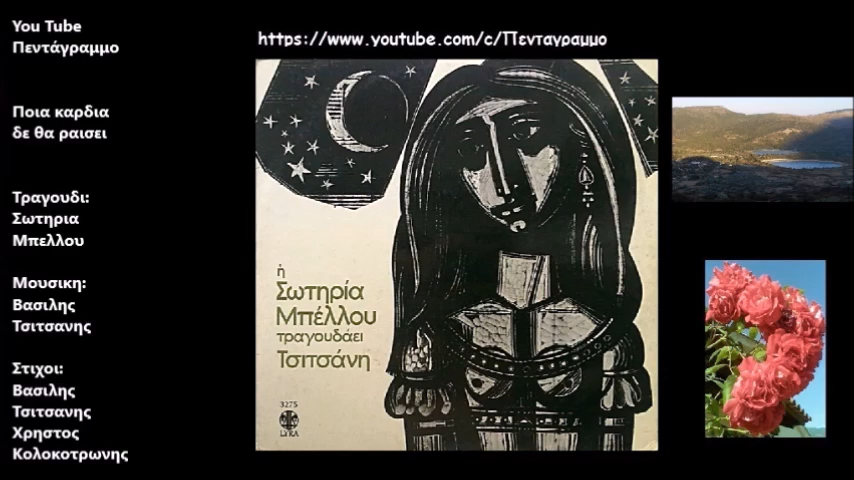 You Tube
Πεντάγραμμο
https://www.youtube.com/c/Πενταγραμμο
Ποια καρδια
δε θα ραισει
Τραγουδι:
Σωτηρια
Μπελλου
Μουσικη:
Βασιλης
Τσιτσανης
Στιχοι:
Βασιλης
Τσιτσανης
Χρηστος
Κολοκοτρωνης
ἡ
Σωτηρία
Μπέλλου
τραγουδάει
Τσιτσάνη
3275
LYRA